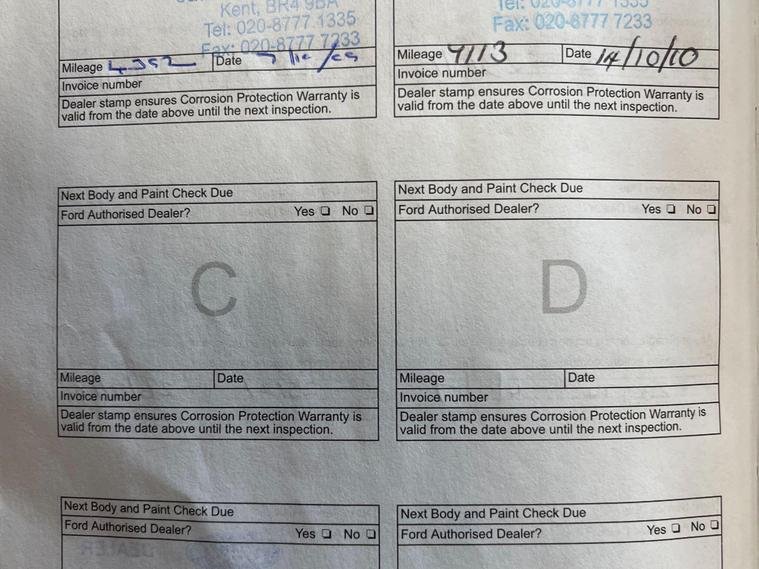 Kent, BR4 9BA
Tel: 020-8777 1335
Fax: 020-8777 7233
Mileage
Date
Invoice number
Dealer stamp ensures Corrosion Protection Warranty is
valid from the date above until the next inspection.
Tel: 020-8777 1335
Fax: 020-8777 7233
Mileage 7113
Date 14/10/10
Invoice number
Dealer stamp ensures Corrosion Protection Warranty is
valid from the date above until the next inspection.
Next Body and Paint Check Due
Ford Authorised Dealer? Yes ❑ No ❑
C
Mileage
Date
Invoice number
Dealer stamp ensures Corrosion Protection Warranty is
valid from the date above until the next inspection.
Next Body and Paint Check Due
Ford Authorised Dealer? Yes ❑ No ❑
D
Mileage
Date
Invoice number
Dealer stamp ensures Corrosion Protection Warranty is
valid from the date above until the next inspection.
Next Body and Paint Check Due
Ford Authorised Dealer? Yes ❑ No ❑
Next Body and Paint Check Due
Ford Authorised Dealer? Yes ❑ No ❑